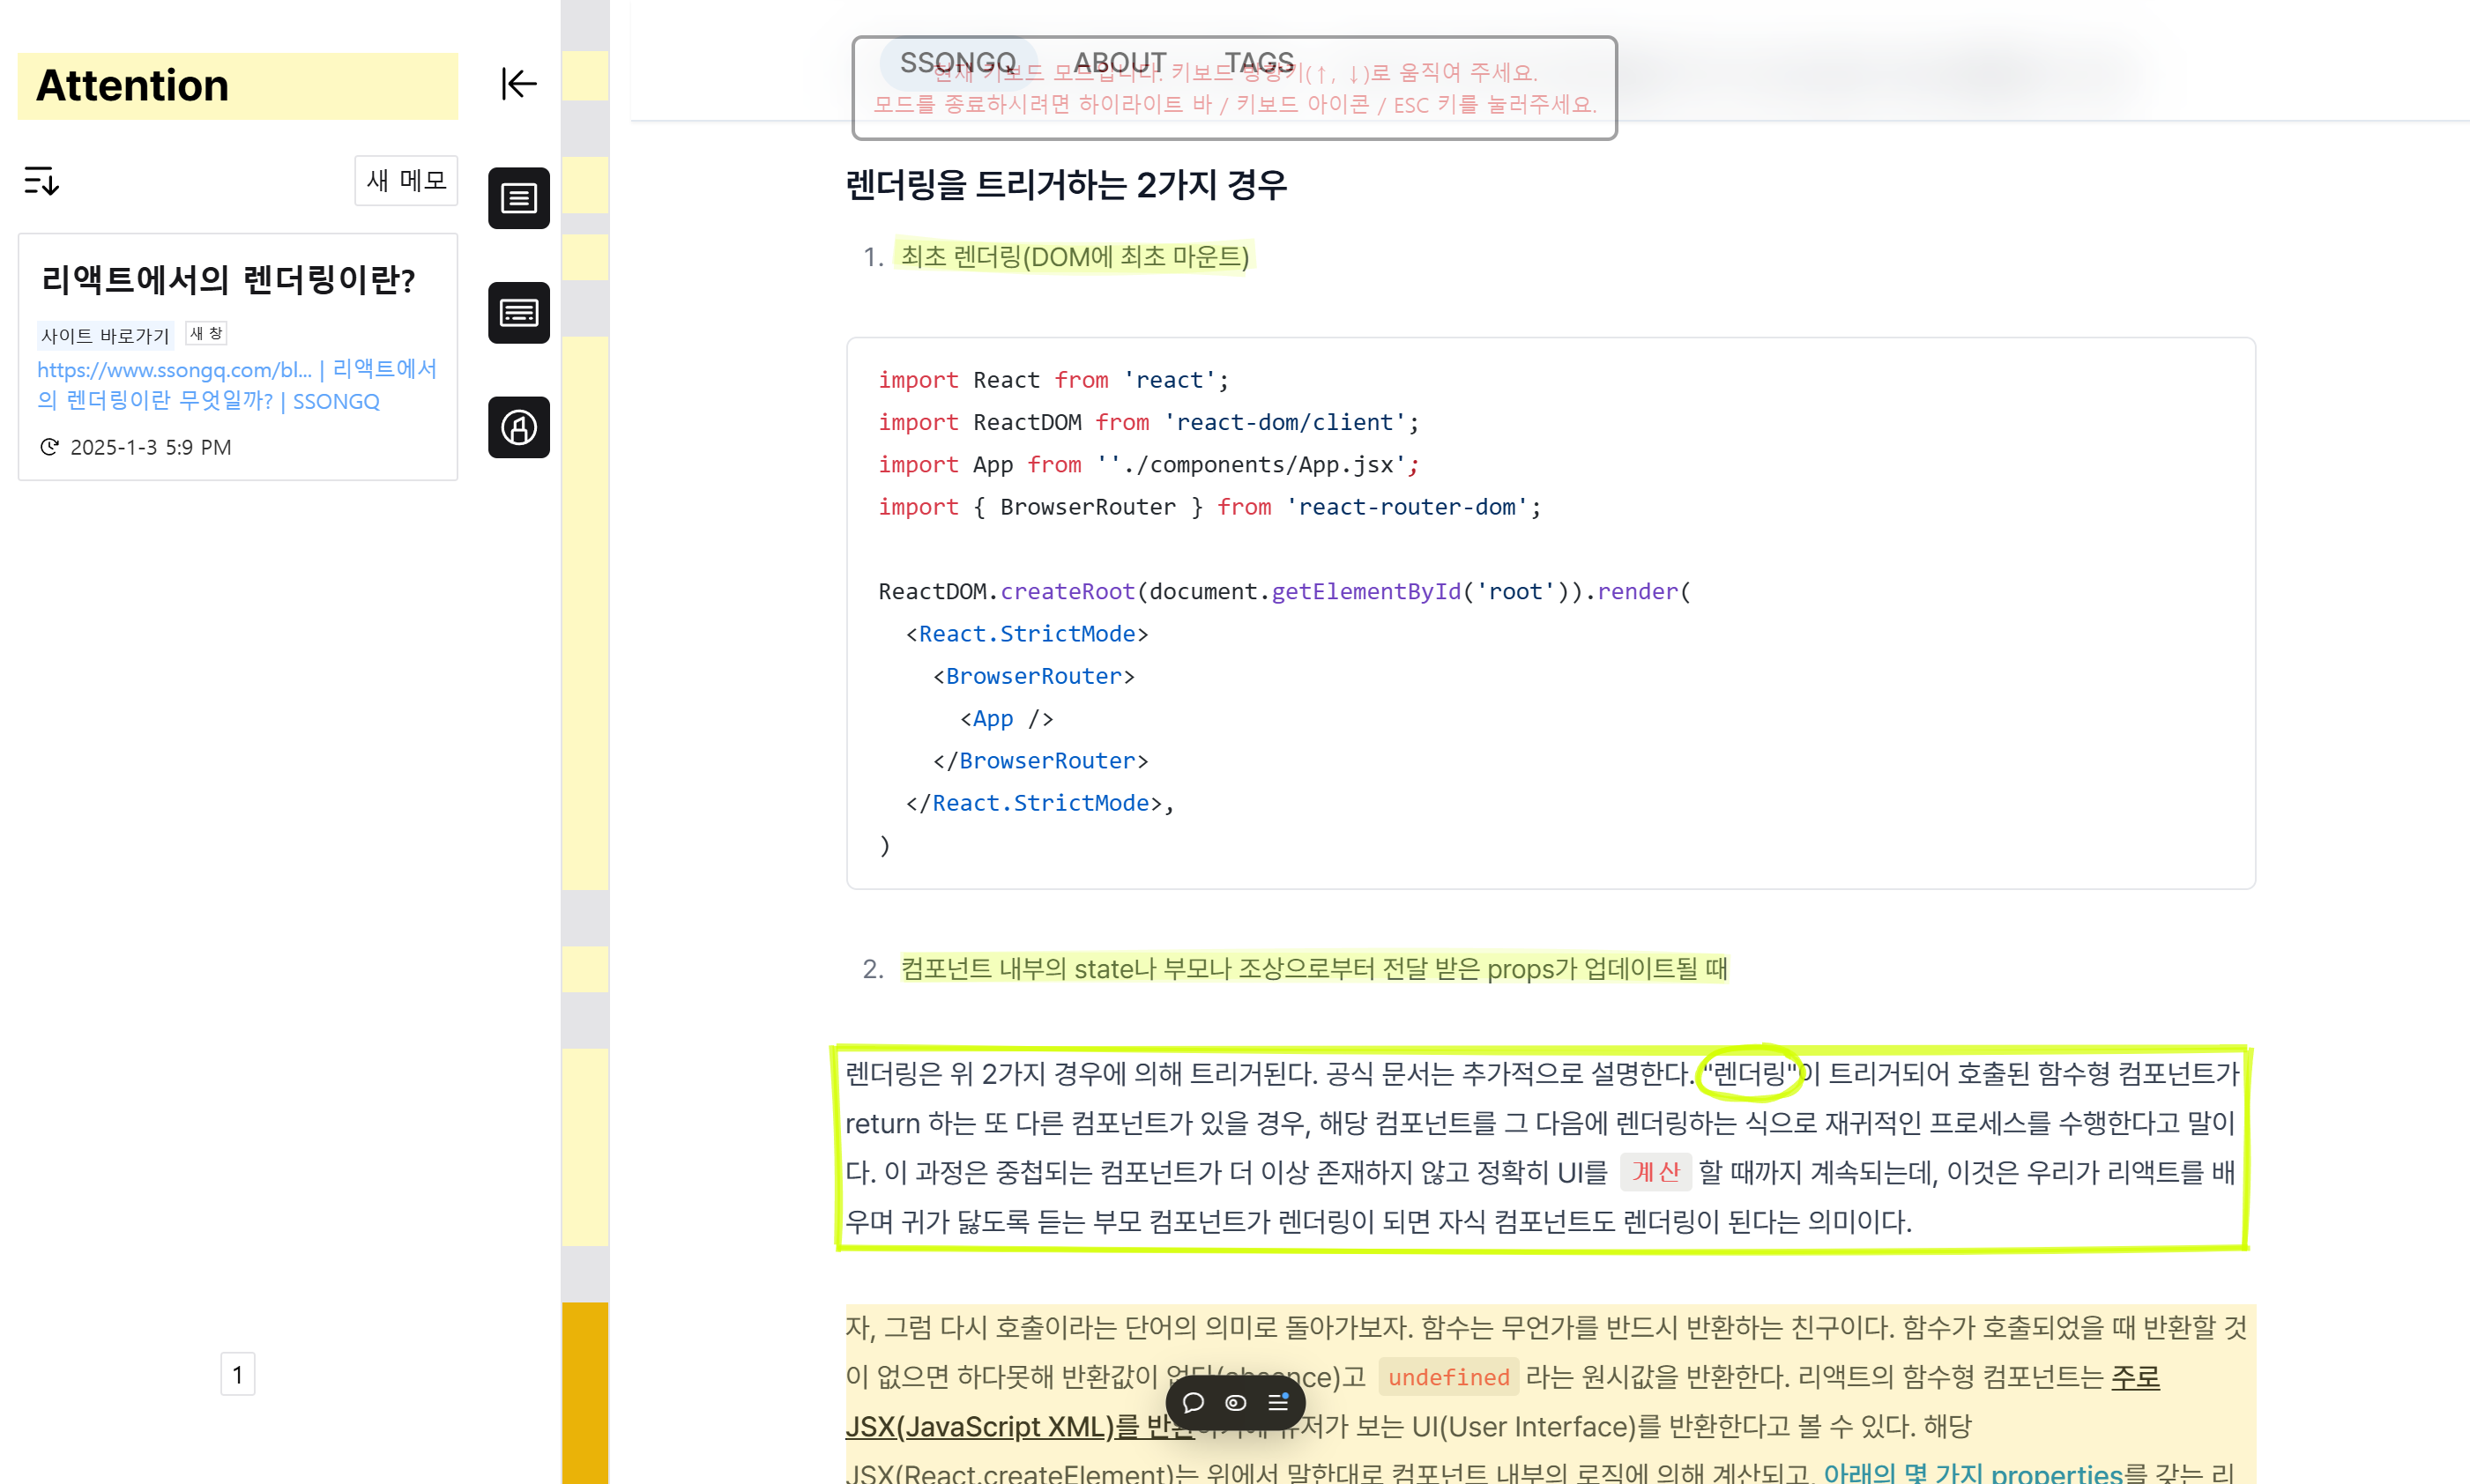 Attention
새 메모
리액트에서의 렌더링이란?
사이트 바로가기 새 창
https://www.ssongq.com/bl... | 리액트에서
의 렌더링이란 무엇일까? | SSONGQ
2025-1-3 5:9 PM
1
SSONGQ ABOUT TAGS
현재 키보드 모드입니다. 키보드 방향키(↑, ↓)로 움직여 주세요.
모드를 종료하시려면 하이라이트 바 / 키보드 아이콘 / ESC 키를 눌러주세요.
렌더링을 트리거하는 2가지 경우
1. 최초 렌더링(DOM에 최초 마운트)
import React from 'react';
import ReactDOM from 'react-dom/client';
import App from ''./components/App.jsx';
import { BrowserRouter } from 'react-router-dom';
ReactDOM.createRoot(document.getElementById('root')).render(
<React.StrictMode>
<BrowserRouter>
<App />
</BrowserRouter>
</React.StrictMode>,
)
2. 컴포넌트 내부의 state나 부모나 조상으로부터 전달 받은 props가 업데이트될 때
렌더링은 위 2가지 경우에 의해 트리거된다. 공식 문서는 추가적으로 설명한다. "렌더링"이 트리거되어 호출된 함수형 컴포넌트가
return 하는 또 다른 컴포넌트가 있을 경우, 해당 컴포넌트를 그 다음에 렌더링하는 식으로 재귀적인 프로세스를 수행한다고 말이
다. 이 과정은 중첩되는 컴포넌트가 더 이상 존재하지 않고 정확히 UI를 계산 할 때까지 계속되는데, 이것은 우리가 리액트를 배
우며 귀가 닳도록 듣는 부모 컴포넌트가 렌더링이 되면 자식 컴포넌트도 렌더링이 된다는 의미이다.
자, 그럼 다시 호출이라는 단어의 의미로 돌아가보자. 함수는 무언가를 반드시 반환하는 친구이다. 함수가 호출되었을 때 반환할 것
이 없으면 하다못해 반환값이 없다(absence)고 undefined 라는 원시값을 반환한다. 리액트의 함수형 컴포넌트는 주로
JSX(JavaScript XML)를 반환 유저가 보는 UI(User Interface)를 반환한다고 볼 수 있다. 해당
JSX(React.createElement)는 위에서 말한대로 컴포넌트 내부의 로직에 의해 계산되고, 아래의 몇 가지 properties를 갖는 리